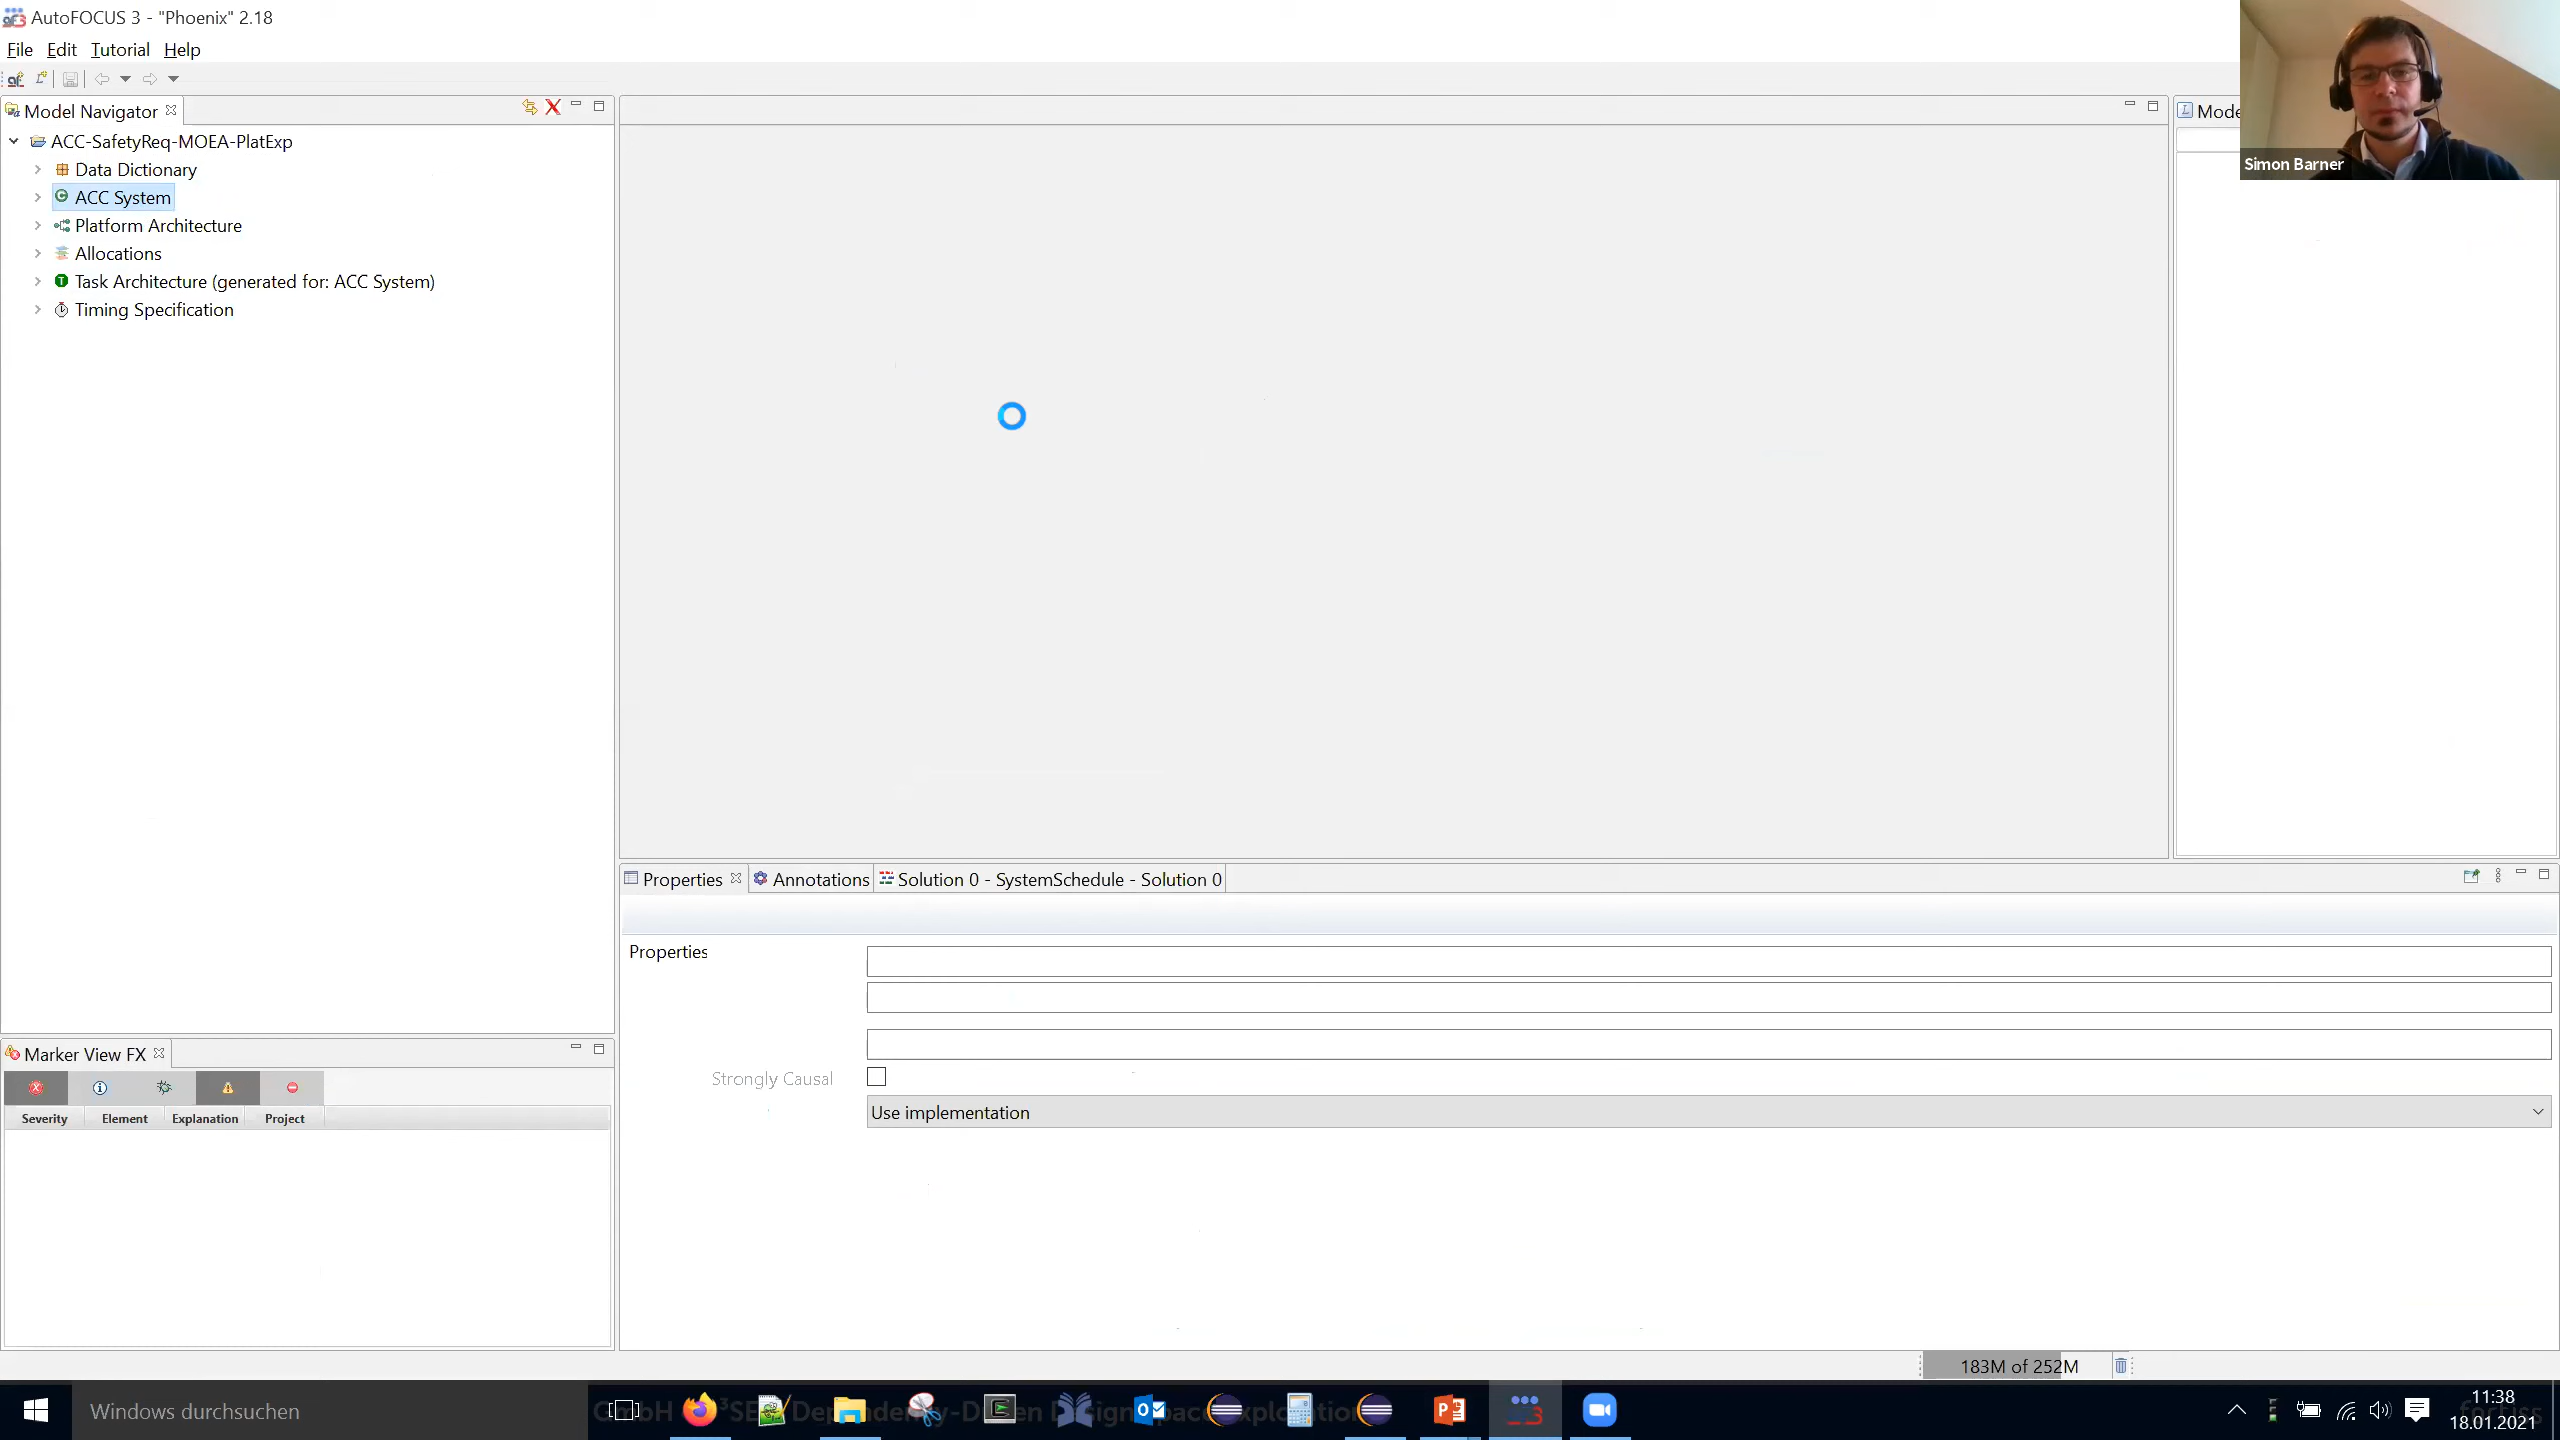 AutoFOCUS 3 - "Phoenix" 2.18
File Edit Tutorial Help
Model Navigator
ACC-SafetyReq-MOEA-PlatExp
Data Dictionary
ACC System
Platform Architecture
Allocations
Task Architecture (generated for: ACC System)
Timing Specification
Mode
Simon Barner
Properties Annotations Solution 0 - SystemSchedule - Solution 0
Properties
Strongly Causal
Use implementation
Marker View FX
Severity Element Explanation Project
183M of 252M
Windows durchsuchen
11:38
18.01.2021
fortiss